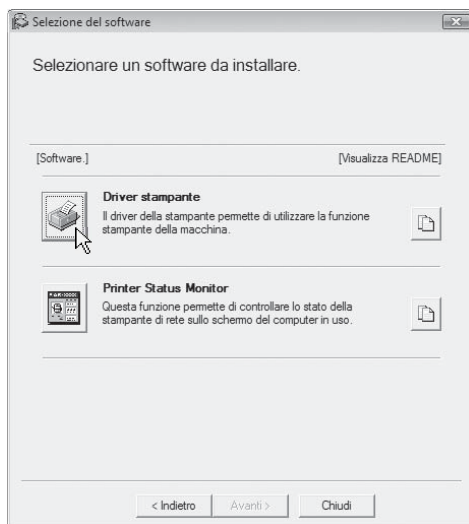 Selezione del software
Selezionare un software da installare.
[Software.] [Visualizza README]
Driver stampante
Il driver della stampante permette di utilizzare la funzione
stampante della macchina.
Printer Status Monitor
Questa funzione permette di controllare lo stato della
stampante di rete sullo schermo del computer in uso.
< Indietro Avanti > Chiudi